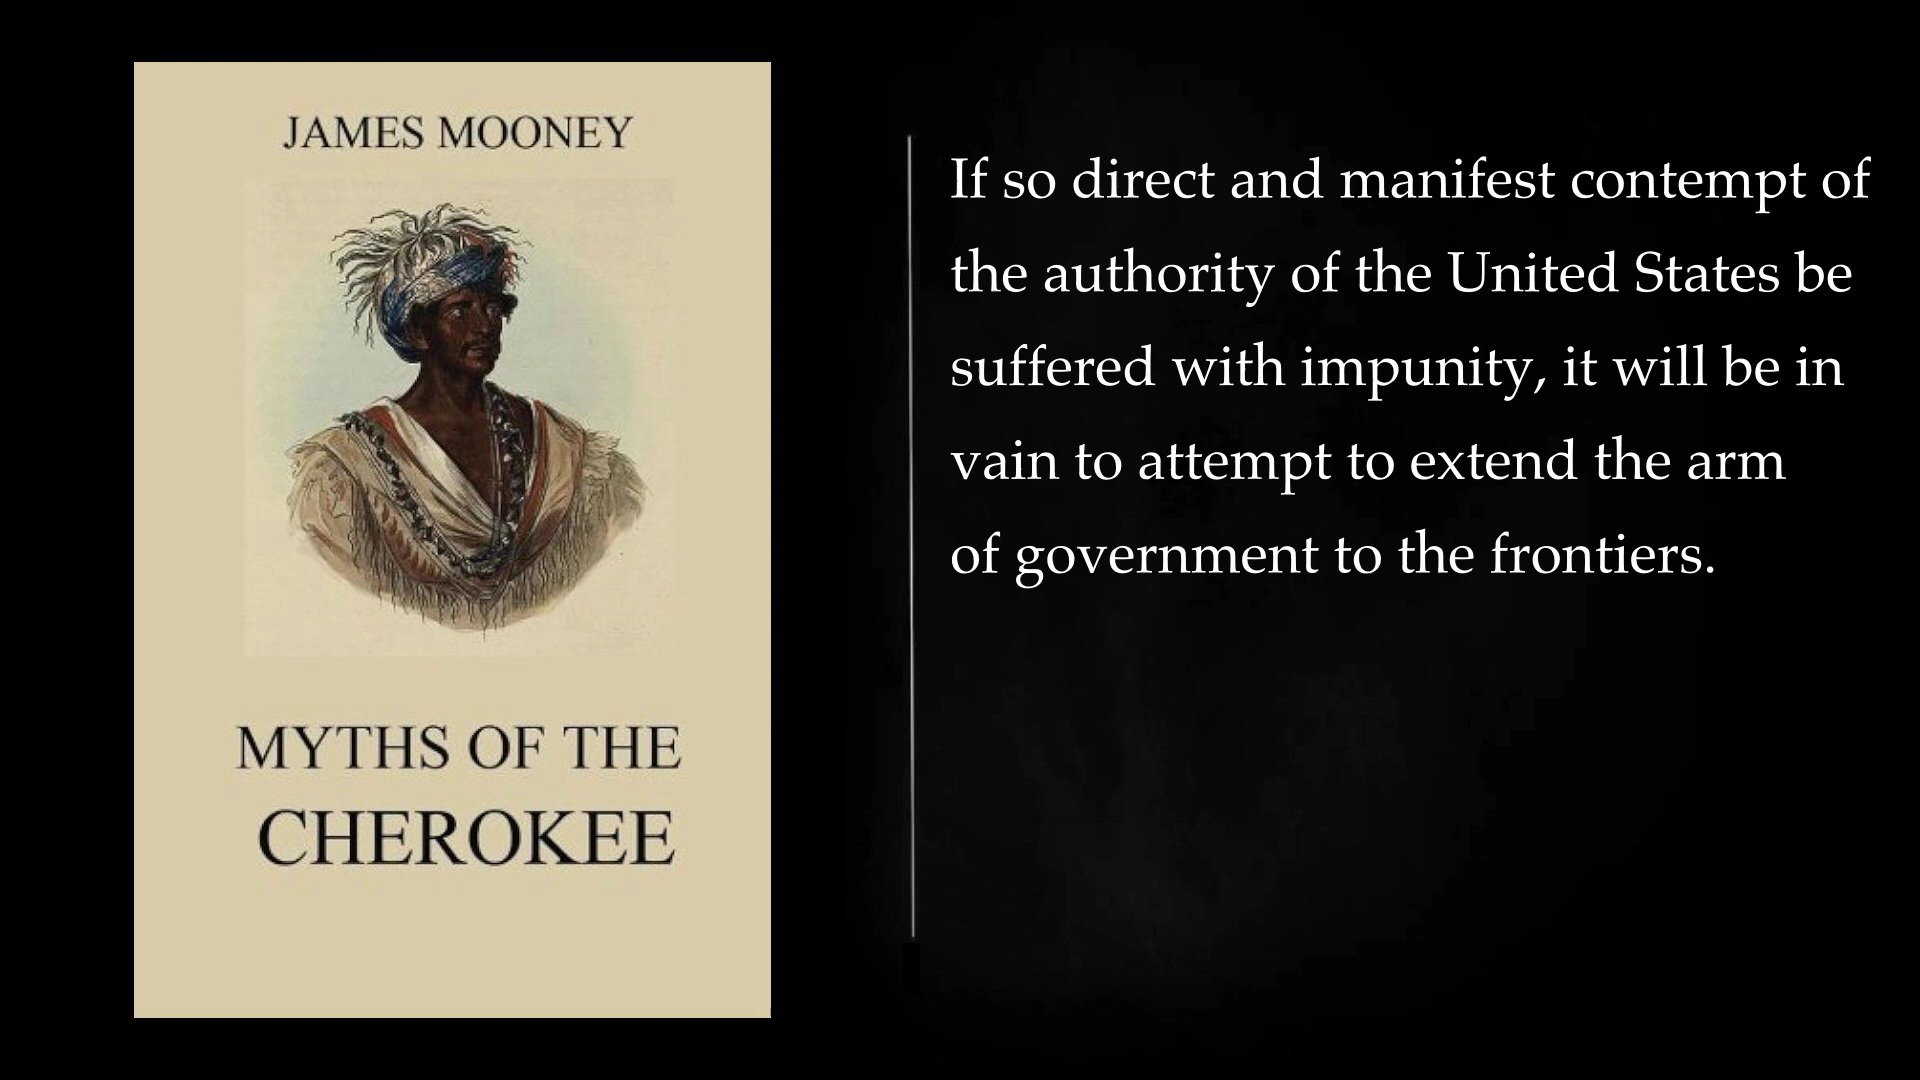 JAMES MOONEY
MYTHS OF THE
CHEROKEE
If so direct and manifest contempt of
the authority of the United States be
suffered with impunity, it will be in
vain to attempt to extend the arm
of government to the frontiers.